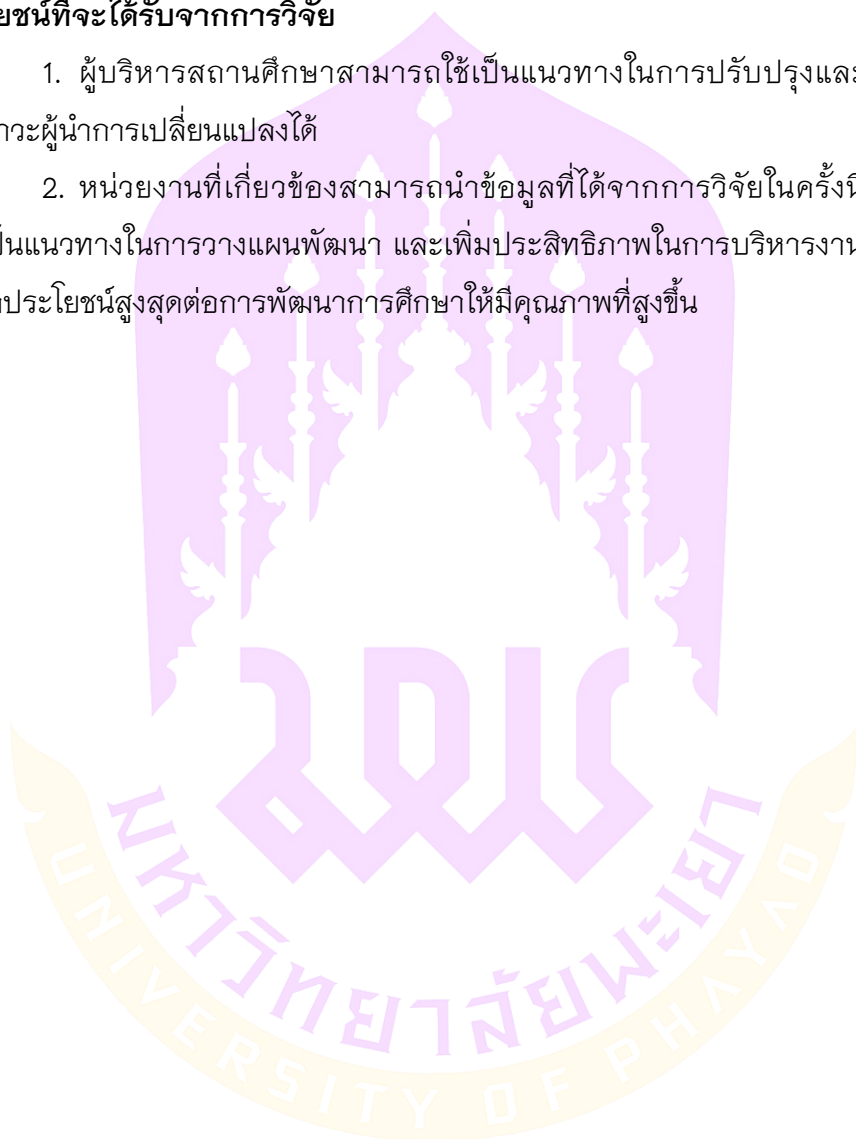 ยชน์ที่จะได้รับจากการวิจัย
1. ผู้บริหารสถานศึกษาสามารถใช้เป็นแนวทางในการปรับปรุงและ
าวะผู้นำการเปลี่ยนแปลงได้
2. หน่วยงานที่เกี่ยวข้องสามารถนำข้อมูลที่ได้จากการวิจัยในครั้งนี้
ป็นแนวทางในการวางแผนพัฒนา และเพิ่มประสิทธิภาพในการบริหารงาน
ประโยชน์สูงสุดต่อการพัฒนาการศึกษาให้มีคุณภาพที่สูงขึ้น
มหาวิทยาลัยพะเยา
UNIVERSITY OF PHAYAO